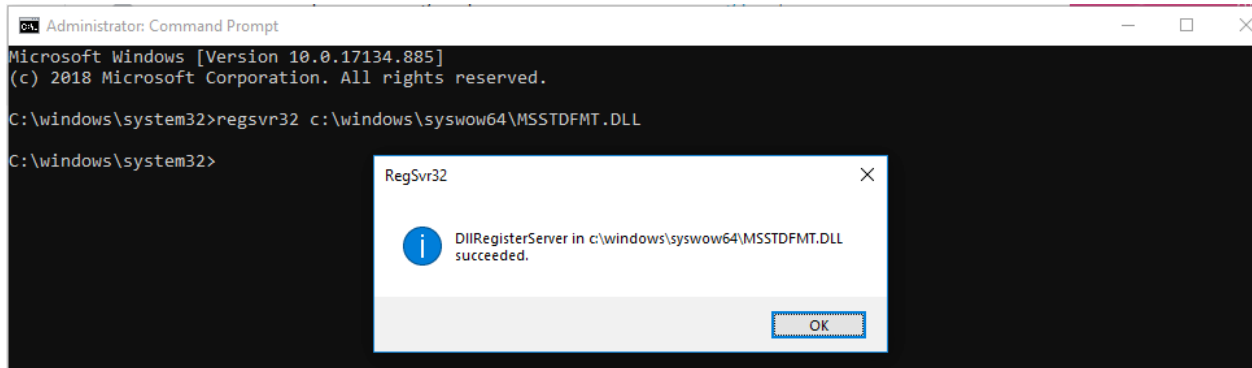 Administrator: Command Prompt
Microsoft Windows [Version 10.0.17134.885]
(c) 2018 Microsoft Corporation. All rights reserved.
C:\windows\system32>regsvr32 c:\windows\syswow64\MSSTDFMT.DLL
C:\windows\system32>
RegSvr32
DllRegisterServer in c:\windows\syswow64\MSSTDFMT.DLL
succeeded.
OK